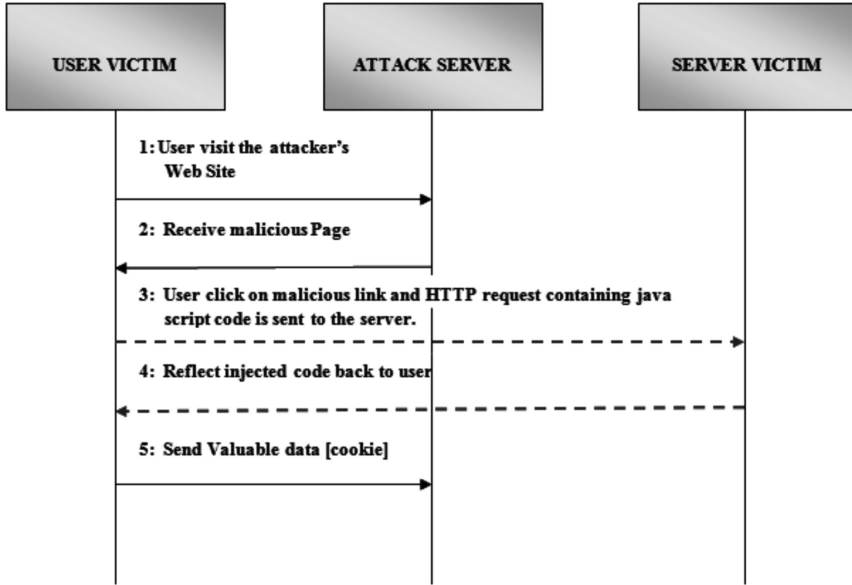 USER VICTIM
ATTACK SERVER
SERVER VICTIM
1: User visit the attacker's
Web Site
2: Receive malicious Page
3: User click on malicious link and HTTP request containing java
script code is sent to the server.
4: Reflect injected code back to user
5: Send Valuable data [cookie]